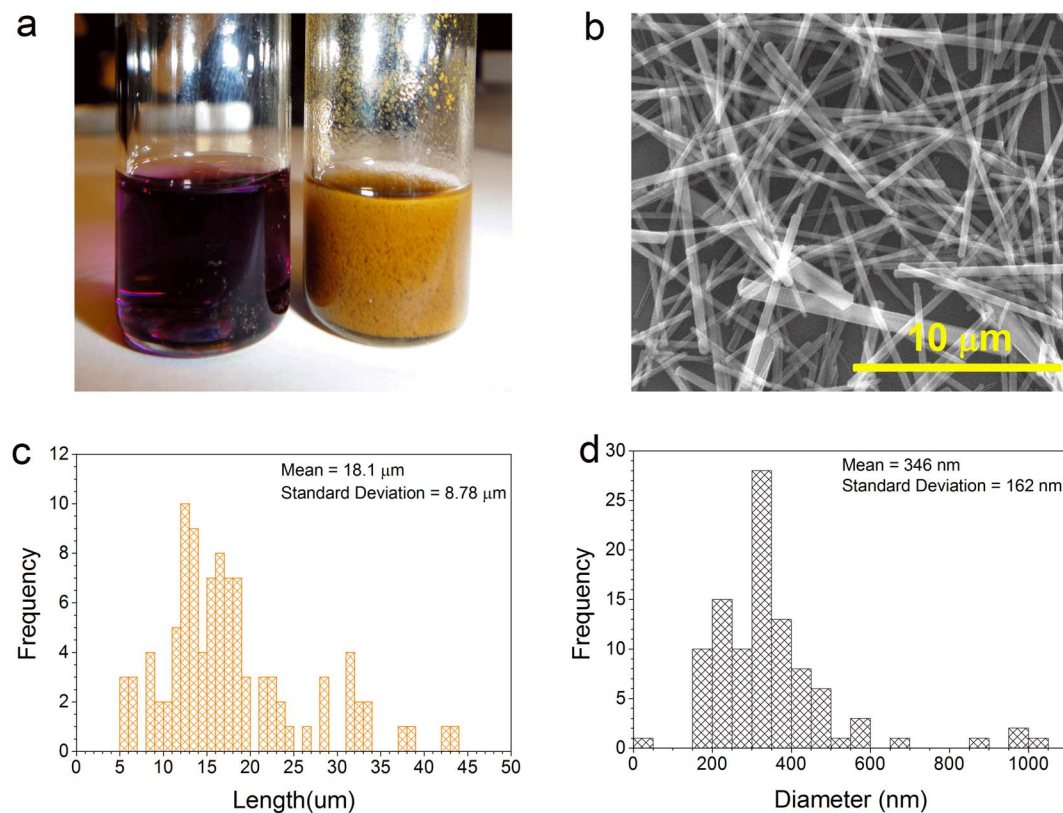 a
b
10 μm
c
Mean = 18.1 μm
Standard Deviation = 8.78 μm
12
10
8
6
4
2
0
Frequency
0 5 10 15 20 25 30 35 40 45 50
Length(um)
d
Mean = 346 nm
Standard Deviation = 162 nm
30
25
20
15
10
5
0
Frequency
0 200 400 600 800 1000
Diameter (nm)